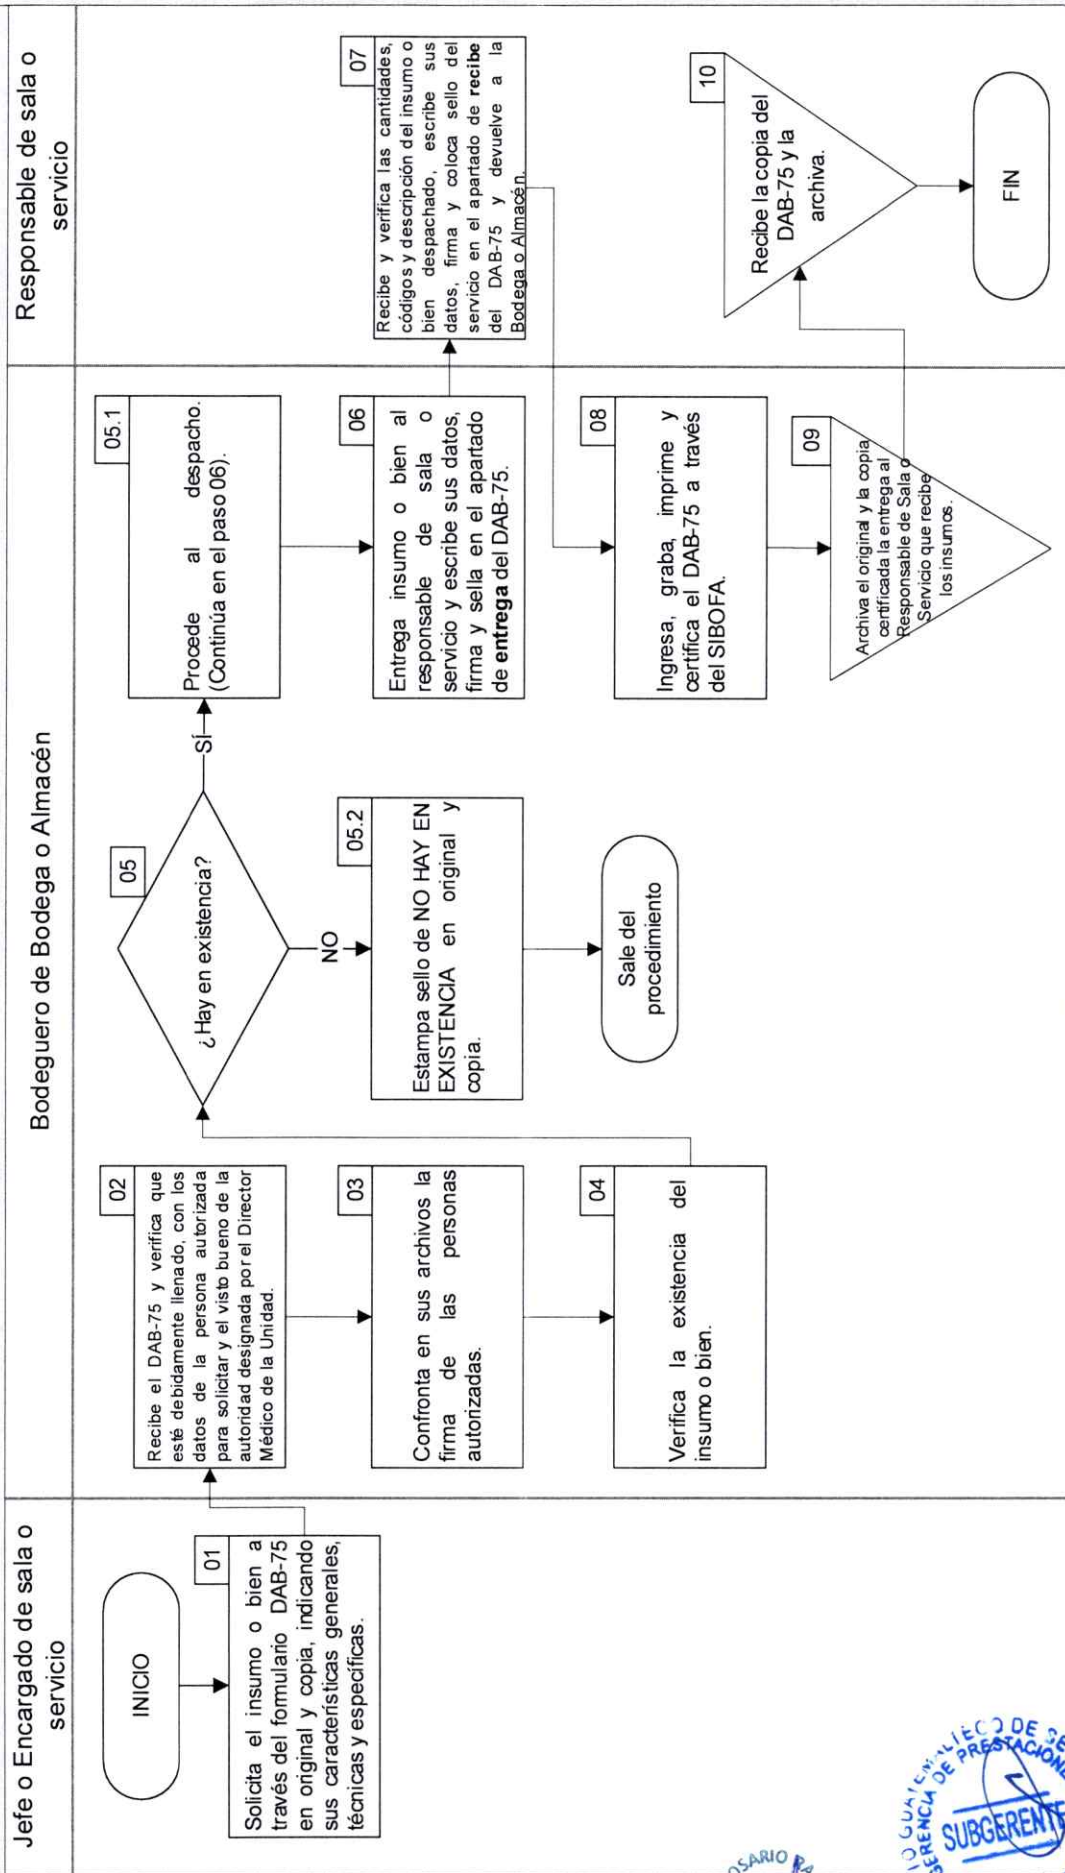 Jefe o Encargado de sala o
servicio
INICIO
01
Solicita el insumo o bien a
través del formulario DAB-75
en original y copia, indicando
sus características generales,
técnicas y específicas.
Bodeguero de Bodega o Almacén
02
Recibe el DAB-75 y verifica que
esté debidamente llenado, con los
datos de la persona autorizada
para solicitar y el visto bueno de la
autoridad designada por el Director
Médico de la Unidad.
03
Confronta en sus archivos la
firma de las personas
autorizadas.
04
Verifica la existencia del
insumo o bien.
05
¿Hay en existencia?
SÍ
NO
05.1
Procede al despacho.
(Continúa en el paso 06).
05.2
Estampa sello de NO HAY EN
EXISTENCIA en original y
copia.
Sale del
procedimiento
06
Entrega insumo o bien al
responsable de sala o
servicio y escribe sus datos,
firma y sella en el apartado
de entrega del DAB-75.
Responsable de sala o
servicio
07
Recibe y verifica las cantidades,
códigos y descripción del insumo o
bien despachado, escribe sus
datos, firma y coloca sello del
servicio en el apartado de recibe
del DAB-75 y devuelve a la
Bodega o Almacén.
08
Ingresa, graba, imprime y
certifica el DAB-75 a través
del SIBOFA.
09
Archiva el original y la copia
certificada la entrega al
Responsable de Sala o
Servicio que recibe
los insumos.
10
Recibe la copia del
DAB-75 y la
archiva.
FIN
DE PRESTACIONE
SUBGERENTE